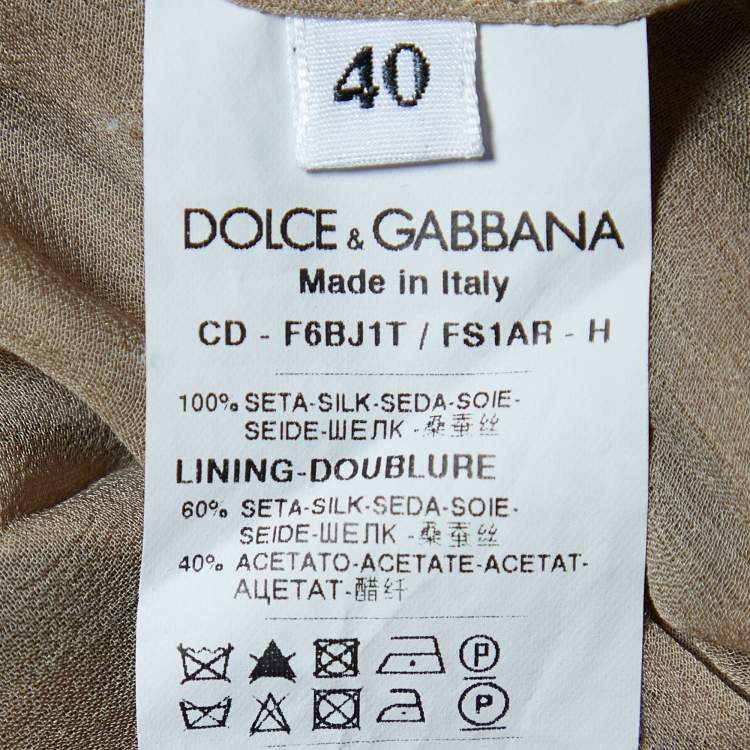 40
DOLCE & GABBANA
Made in Italy
CD - F6BJ1T / FS1AR - H
100% SETA-SILK-SEDA-SOIE-
SEIDE-ШЕЛК -桑蚕丝
LINING-DOUBLURE
60% SETA-SILK-SEDA-SOIE-
SEIDE-ШЕЛК -桑蚕丝
40% ACETATO-ACETATE-ACETAT-
АЦЕТАТ-醋纤
P
P